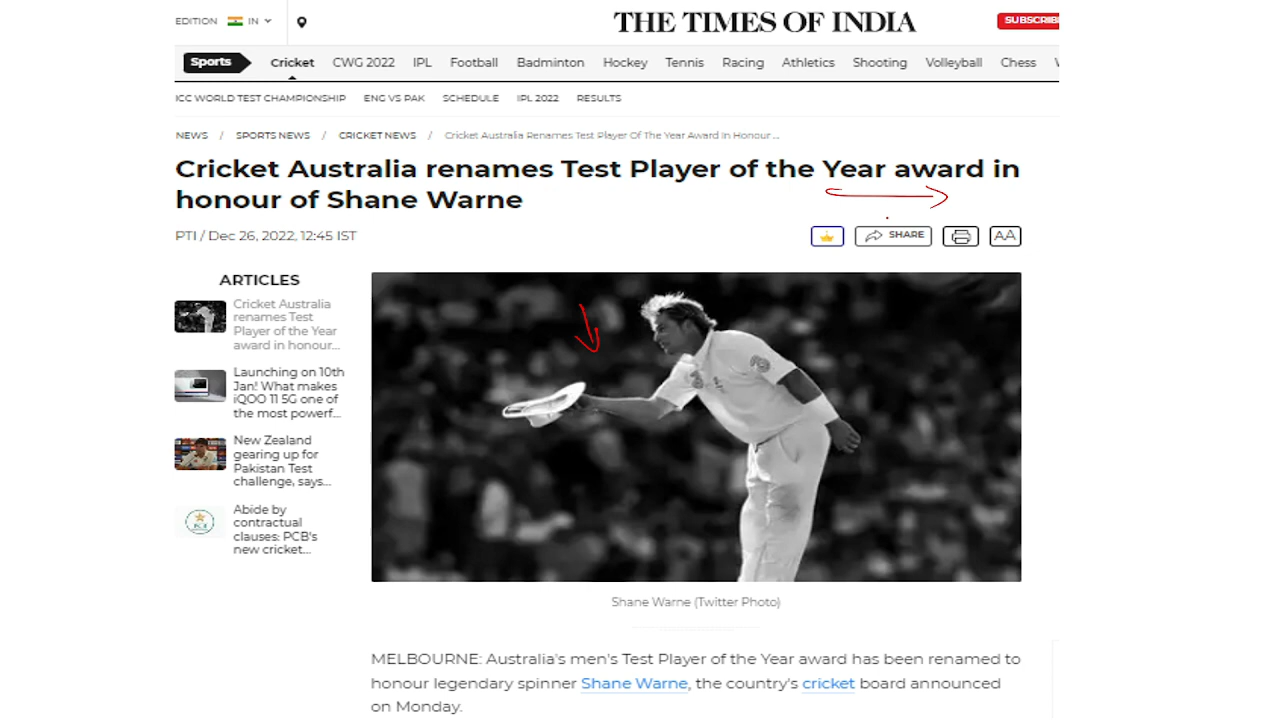 EDITION IN
THE TIMES OF INDIA
Sports Cricket CWG 2022 IPL Football Badminton Hockey Tennis Racing Athletics Shooting Volleyball Chess
ICC WORLD TEST CHAMPIONSHIP ENG VS PAK SCHEDULE IPL 2022 RESULTS
NEWS / SPORTS NEWS / CRICKET NEWS / Cricket Australia Renames Test Player Of The Year Award In Honour ...
Cricket Australia renames Test Player of the Year award in
honour of Shane Warne
PTI / Dec 26, 2022, 12:45 IST
SHARE
AA
ARTICLES
Cricket Australia
renames Test
Player of the Year
award in honour...
Launching on 10th
Jan! What makes
iQOO 11 5G one of
the most powerf...
New Zealand
gearing up for
Pakistan Test
challenge, says...
Abide by
contractual
clauses: PCB's
new cricket...
Shane Warne (Twitter Photo)
MELBOURNE: Australia's men's Test Player of the Year award has been renamed to
honour legendary spinner Shane Warne, the country's cricket board announced
on Monday.